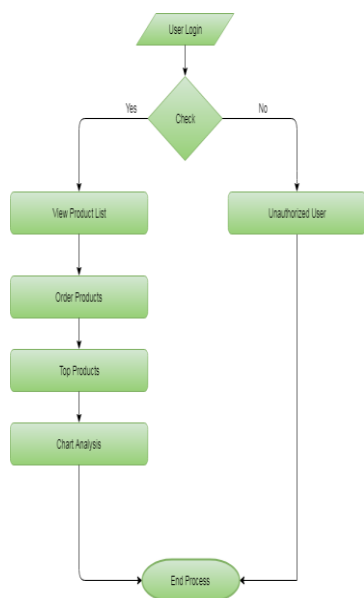 User Login
Yes
No
Check
View Product List
Unauthorized User
Order Products
Top Products
Chart Analysis
End Process